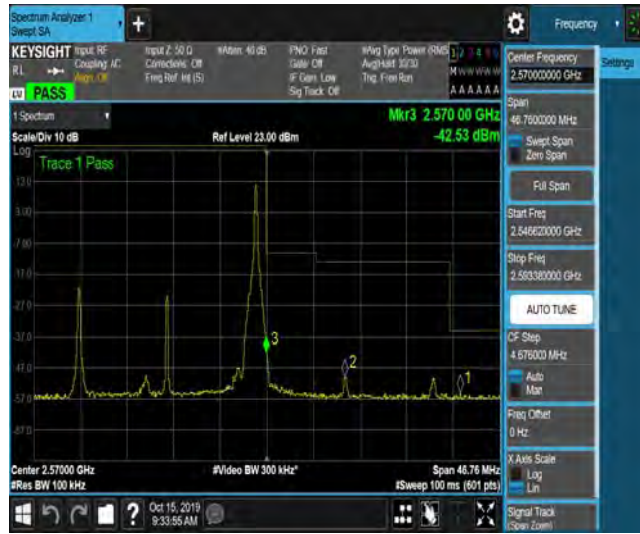 Spectrum Analyzer 1
Swept SA
+
Frequency
KEYSIGHT
Input: RF
Input Z: 50 Ω
#Atten: 40 dB
PNO: Fast
#Avg Type: Power (RMS
1 2 3 4 5 6
RL
Coupling: AC
Corrections: Off
Gate: Off
Avg|Hold: 30/30
M W W W W W
Align: Off
Freq Ref: Int (S)
IF Gain: Low
Trig: Free Run
Sig Track: Off
A A A A A A
LV PASS
1 Spectrum
Mkr3 2.570 00 GHz
Scale/Div 10 dB
Ref Level 23.00 dBm
-42.53 dBm
Log
Trace 1 Pass
13.0
3.00
-7.00
-17.0
-27.0
-37.0
-47.0
-57.0
-67.0
3
2
1
Center 2.57000 GHz
#Video BW 300 kHz*
Span 46.76 MHz
#Res BW 100 kHz
#Sweep 100 ms (601 pts)
?
Oct 15, 2019
9:33:55 AM
Center Frequency
2.570000000 GHz
Settings
Span
46.7600000 MHz
Swept Span
Zero Span
Full Span
Start Freq
2.546620000 GHz
Stop Freq
2.593380000 GHz
AUTO TUNE
CF Step
4.676000 MHz
Auto
Man
Freq Offset
0 Hz
X Axis Scale
Log
Lin
Signal Track
(Span Zoom)